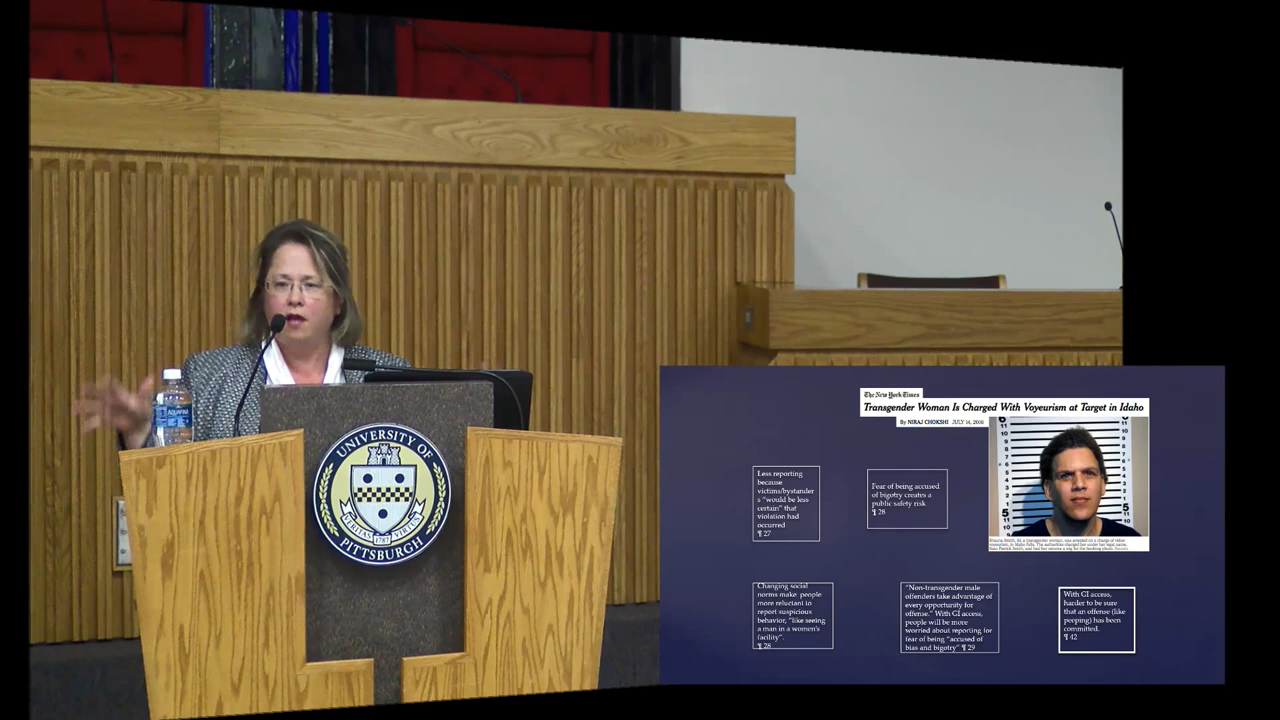 AQUAFINA
UNIVERSITY OF
VERITAS VIRTUS
1787
PITTSBURGH
The New York Times
Transgender Woman Is Charged With Voyeurism at Target in Idaho
By NIRAJ CHOKSHI JULY 14, 2016
Less reporting
because
victims/bystander
s "would be less
certain" that
violation had
occurred
¶ 27
Fear of being accused
of bigotry creates a
public safety risk
¶ 28
Changing social
norms make people
more reluctant to
report suspicious
behavior, "like seeing
a man in a women's
facility".
¶ 28
"Non-transgender male
offenders take advantage of
every opportunity for
offense." With GI access,
people will be more
worried about reporting for
fear of being "accused of
bias and bigotry" ¶ 29
With GI access,
harder to be sure
that an offense (like
peeping) has been
committed.
¶ 42